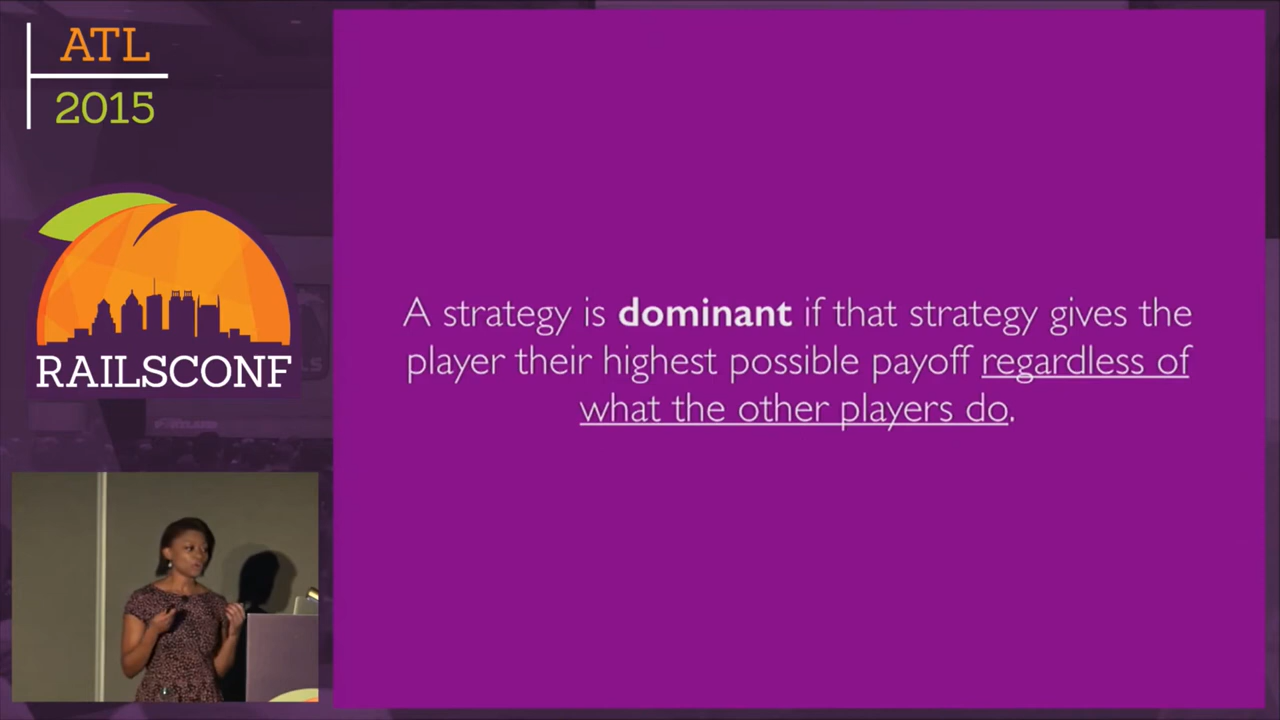 ATL
2015
RAILSCONF
A strategy is dominant if that strategy gives the
player their highest possible payoff regardless of
what the other players do.